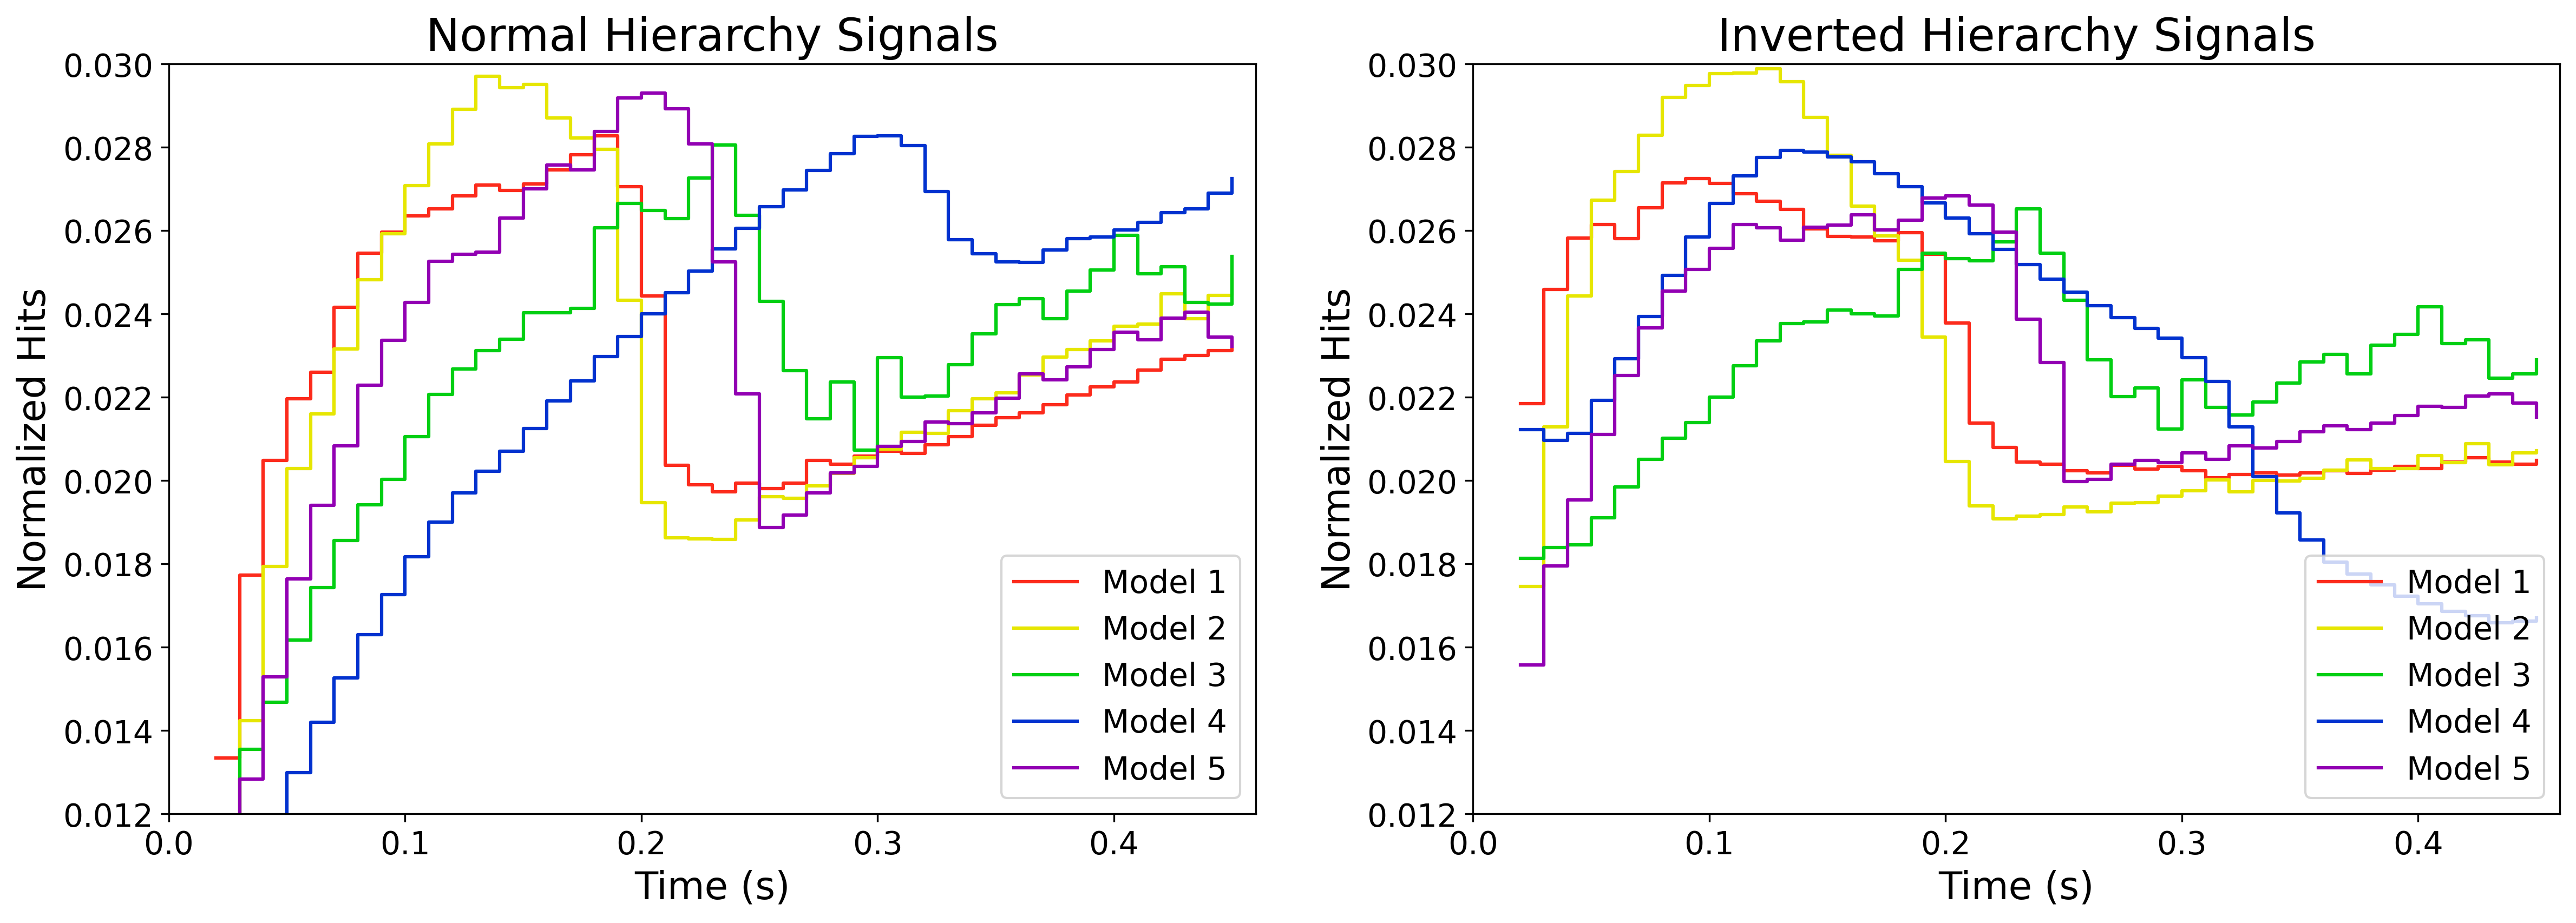 Normal Hierarchy Signals
Normalized Hits
0.030
0.028
0.026
0.024
0.022
0.020
0.018
0.016
0.014
0.012
0.0
0.1
0.2
0.3
0.4
Time (s)
Model 1
Model 2
Model 3
Model 4
Model 5
Inverted Hierarchy Signals
Normalized Hits
0.030
0.028
0.026
0.024
0.022
0.020
0.018
0.016
0.014
0.012
0.0
0.1
0.2
0.3
0.4
Time (s)
Model 1
Model 2
Model 3
Model 4
Model 5